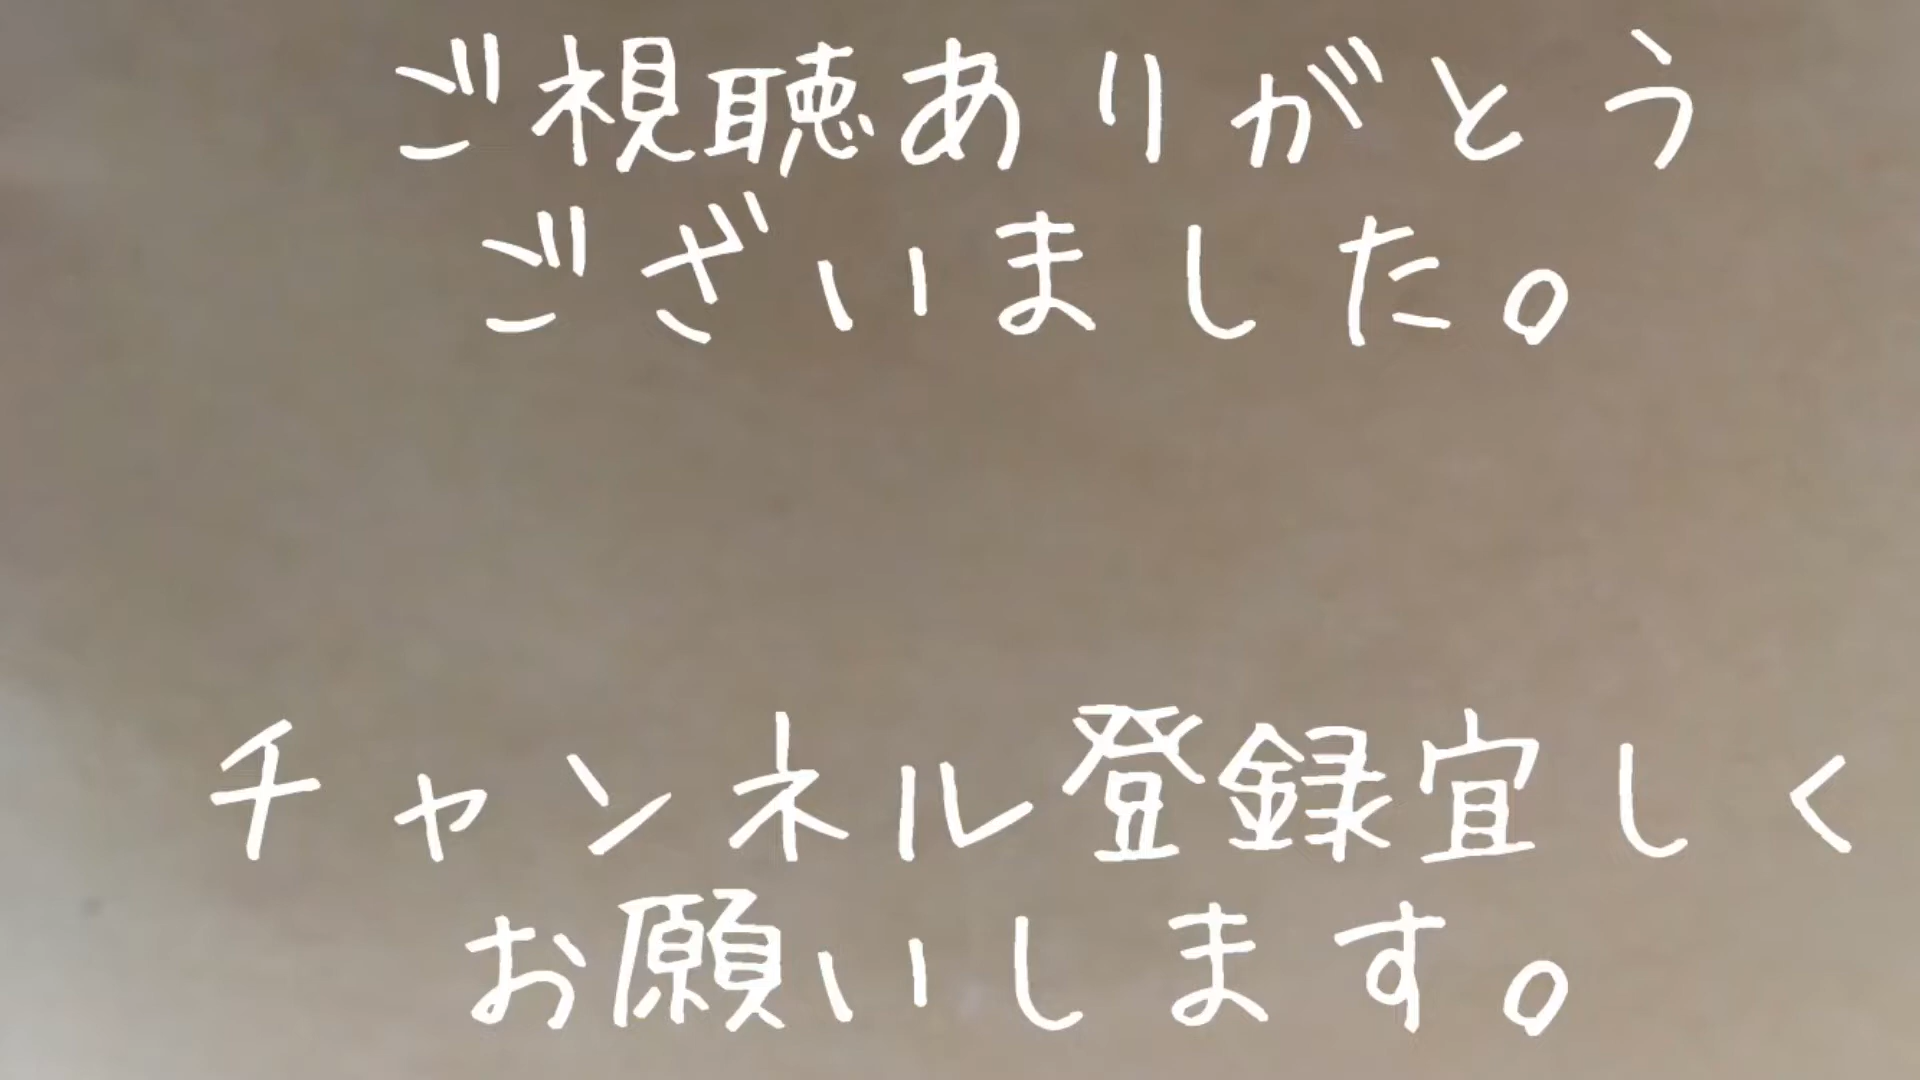 ご視聴ありがとう
ございました。
チャンネル登録宜しく
お願いします。